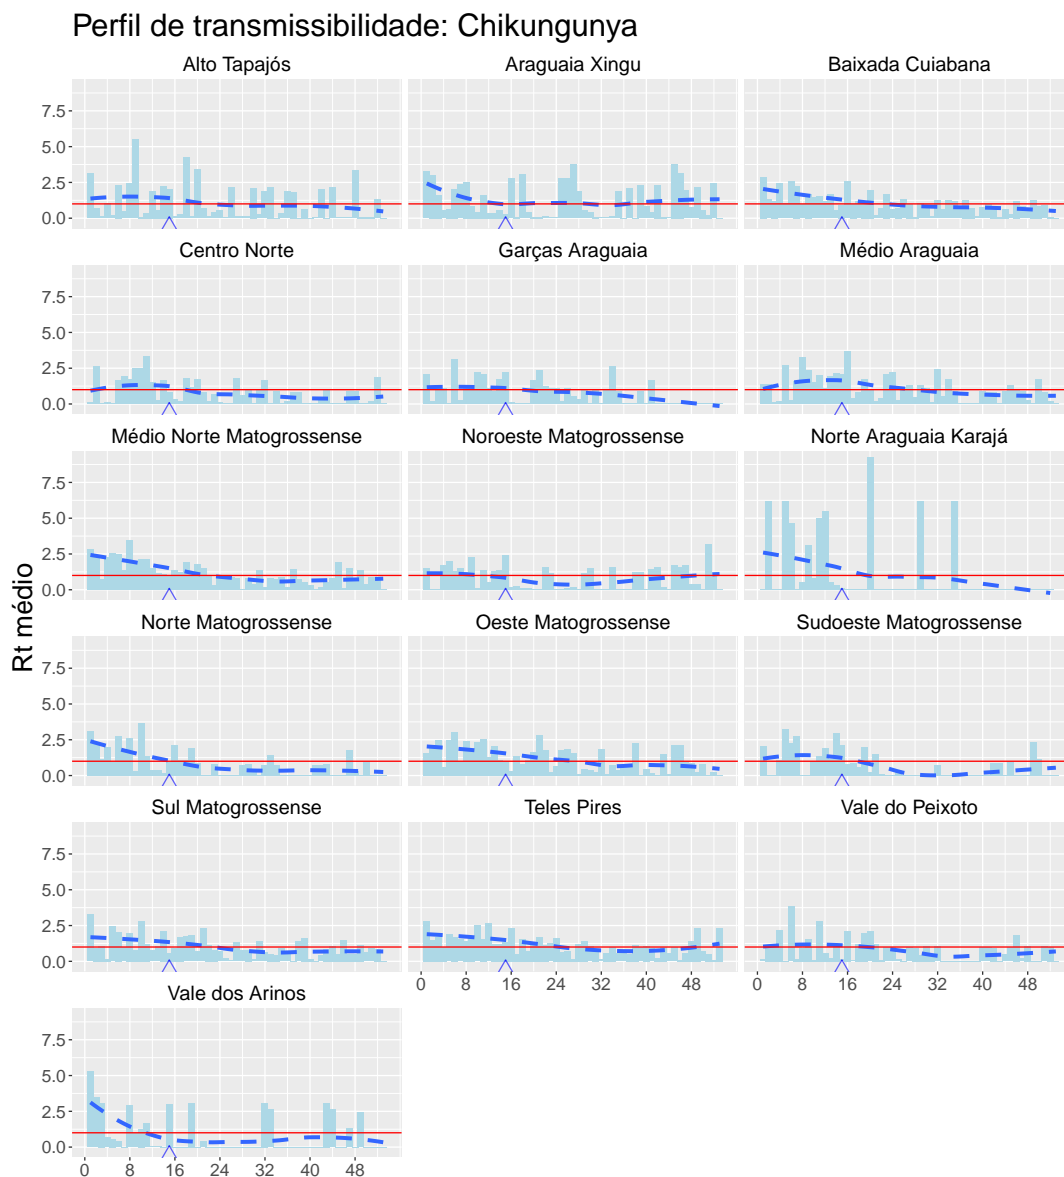 Perfil de transmissibilidade: Chikungunya
Alto Tapajós
Araguaia Xingu
Baixada Cuiabana
7.5
5.0
2.5
0.0
Centro Norte
Garças Araguaia
Médio Araguaia
7.5
5.0
2.5
0.0
Médio Norte Matogrossense
Noroeste Matogrossense
Norte Araguaia Karajá
7.5
5.0
2.5
0.0
Rt médio
Norte Matogrossense
Oeste Matogrossense
Sudoeste Matogrossense
7.5
5.0
2.5
0.0
Sul Matogrossense
Teles Pires
Vale do Peixoto
7.5
5.0
2.5
0.0
0 8 16 24 32 40 48
0 8 16 24 32 40 48
Vale dos Arinos
7.5
5.0
2.5
0.0
0 8 16 24 32 40 48